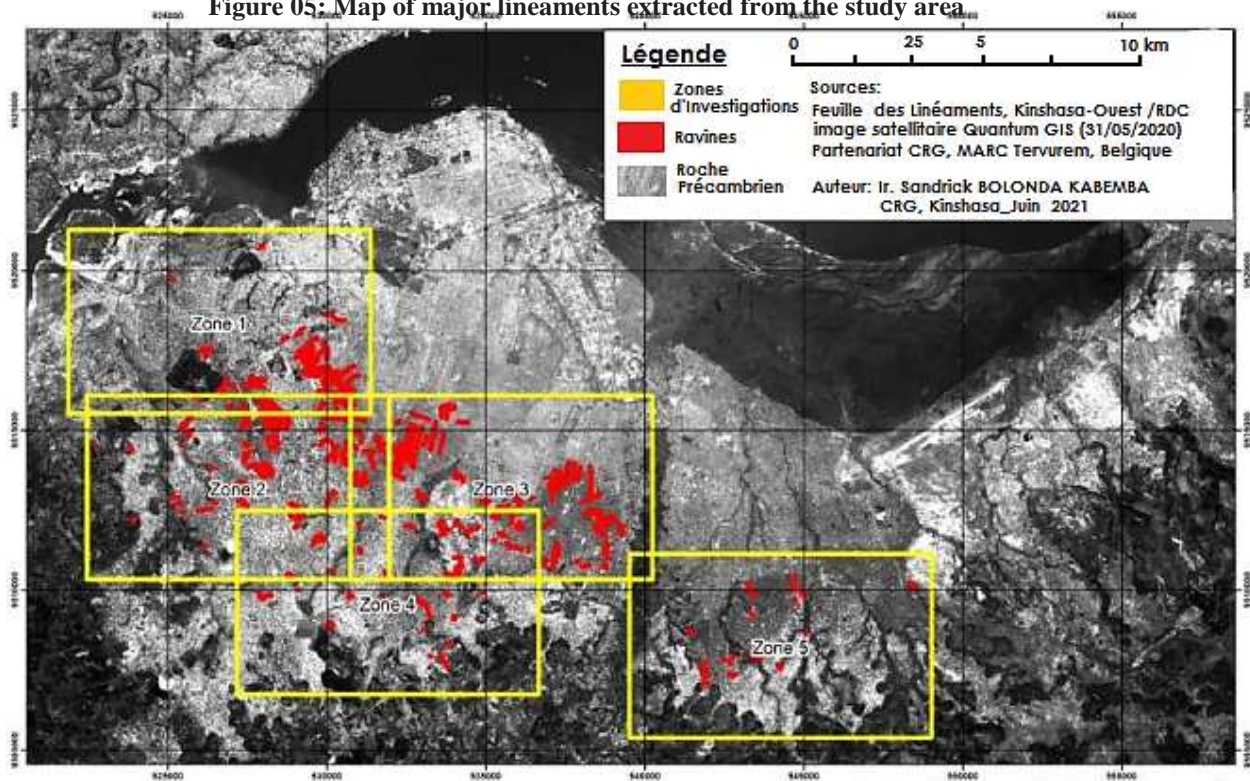 Figure 05: Map of major lineaments extracted from the study area
Légende
Zones
d'Investigations
Ravines
Roche
Précambrien
0 25 5 10 km
Sources:
Feuille des Linéaments, Kinshasa-Ouest /RDC
image satellitaire Quantum GIS (31/05/2020)
Partenariat CRG, MARC Tervurem, Belgique
Auteur: Ir. Sandrick BOLONDA KABEMBA
CRG, Kinshasa_Juin 2021
Zone 1
Zone 2
Zone 3
Zone 4
Zone 5